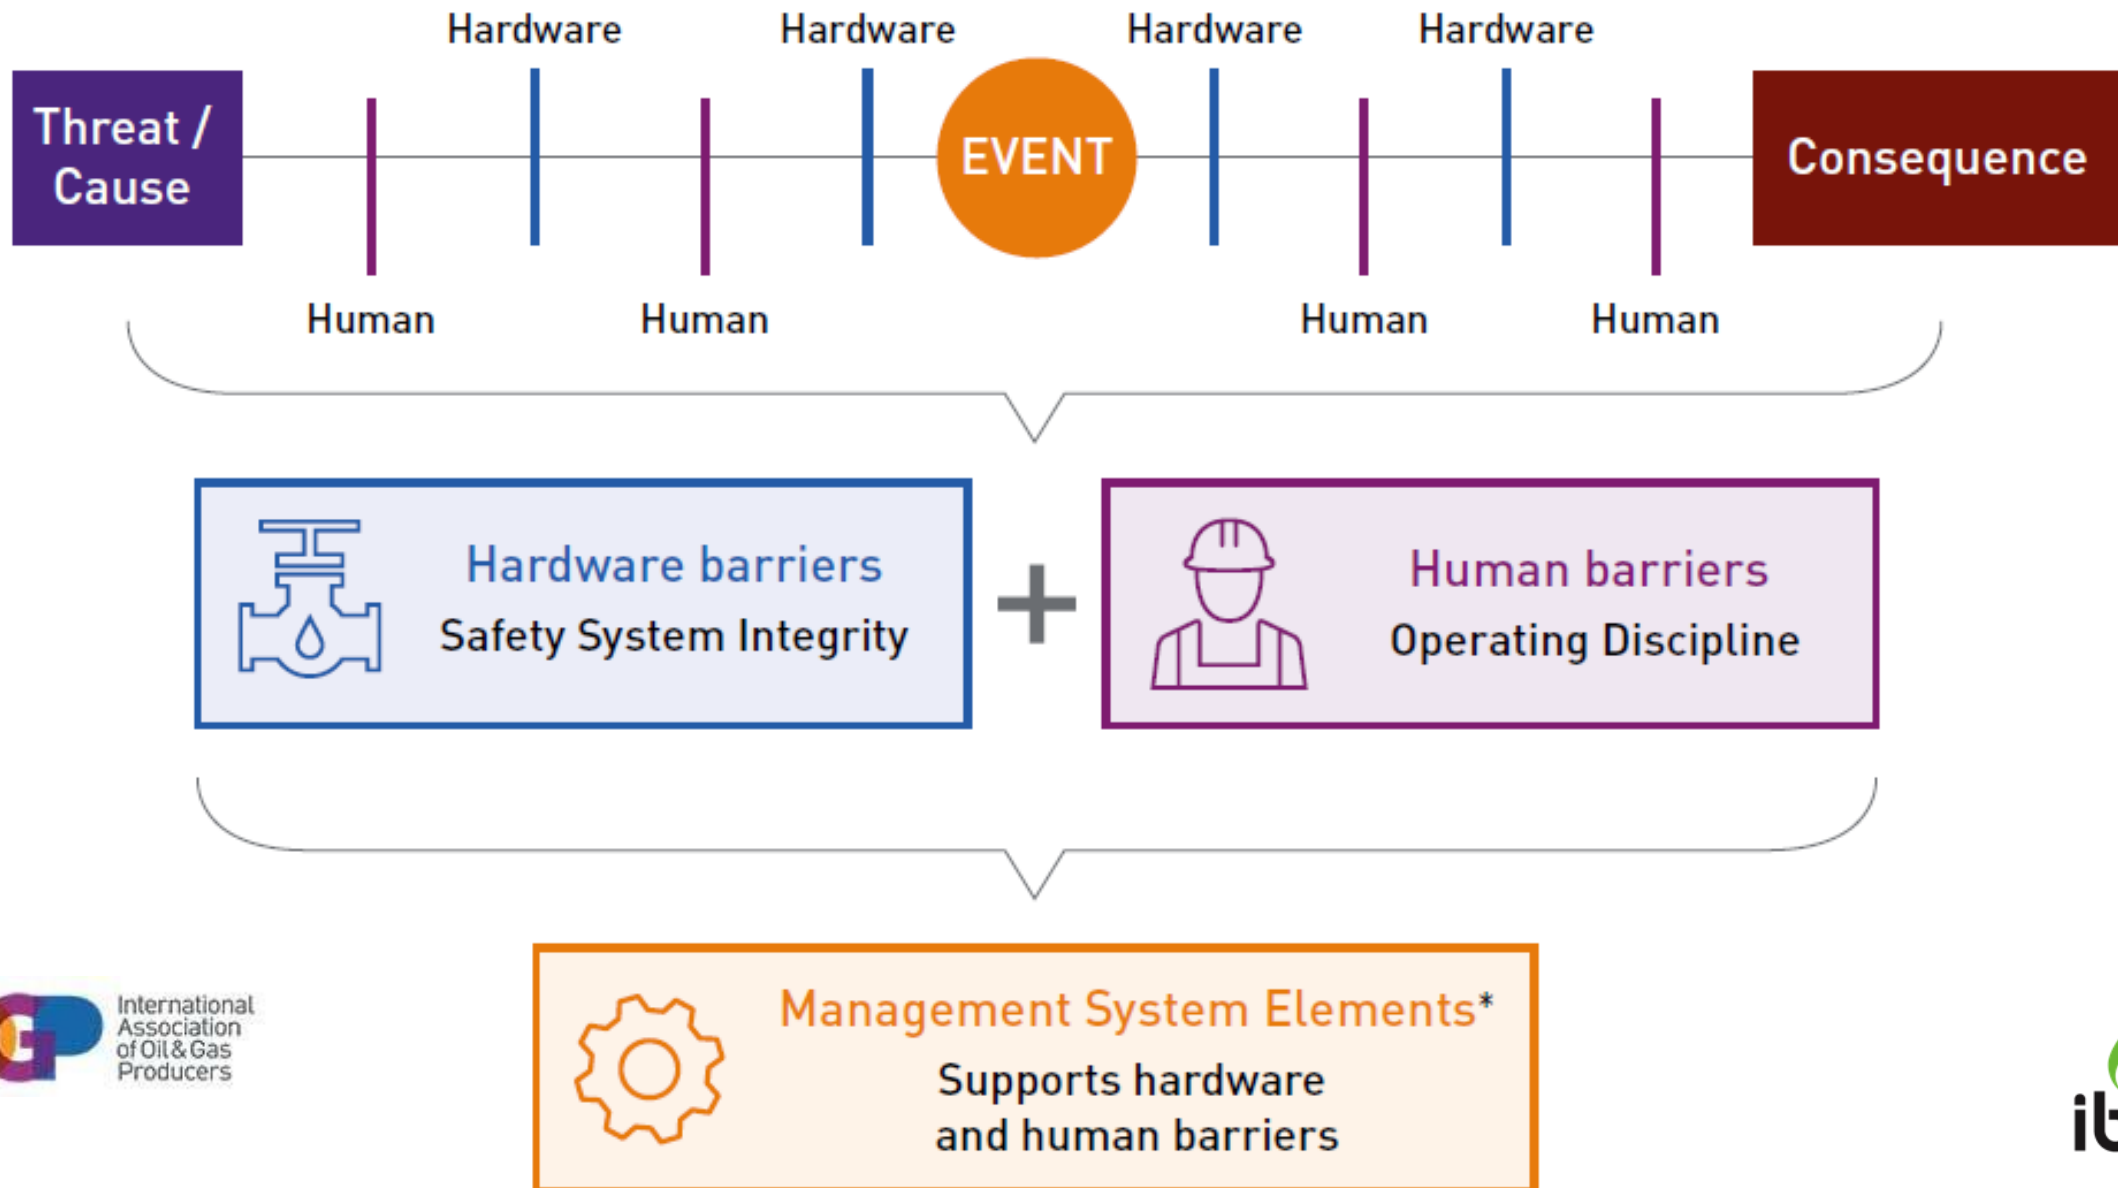 Hardware Hardware Hardware Hardware
Threat /
Cause
EVENT
Consequence
Human Human Human Human
Hardware barriers
Safety System Integrity
+
Human barriers
Operating Discipline
GP
International
Association
of Oil & Gas
Producers
Management System Elements*
Supports hardware
and human barriers